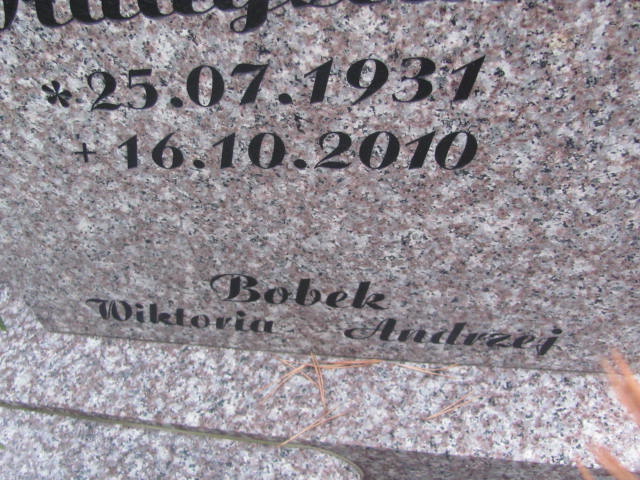 * 25.07.1931
+ 16.10.2010
Bobek
Wiktoria Andrzej